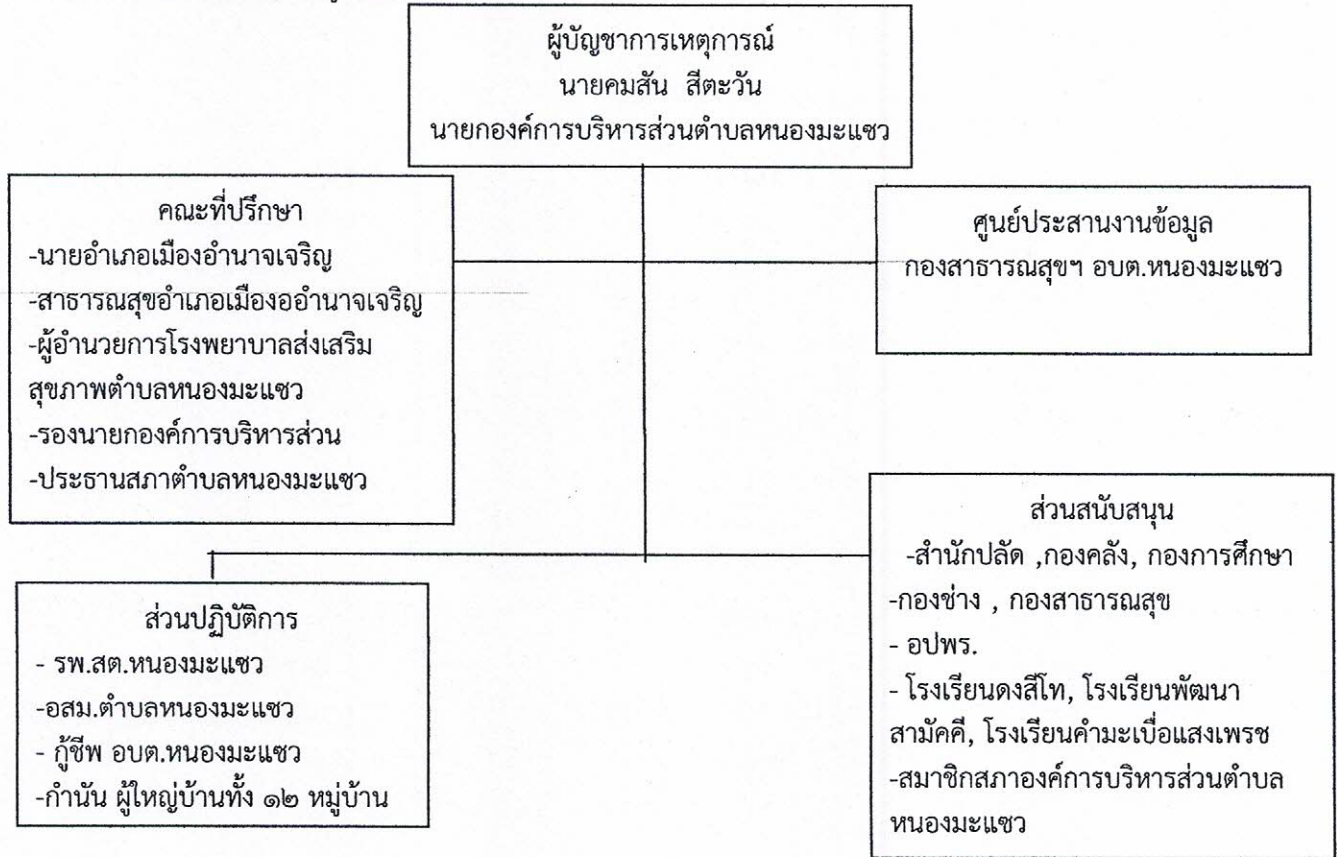 ผู้บัญชาการเหตุการณ์
นายคมสัน สีตะวัน
นายกองค์การบริหารส่วนตำบลหนองมะแซว
คณะที่ปรึกษา
-นายอำเภอเมืองอำนาจเจริญ
-สาธารณสุขอำเภอเมืองออำนาจเจริญ
-ผู้อำนวยการโรงพยาบาลส่งเสริม
สุขภาพตำบลหนองมะแซว
-รองนายกองค์การบริหารส่วน
-ประธานสภาตำบลหนองมะแซว
ศูนย์ประสานงานข้อมูล
กองสาธารณสุขฯ อบต.หนองมะแซว
ส่วนปฏิบัติการ
- รพ.สต.หนองมะแซว
-อสม.ตำบลหนองมะแซว
- กู้ชีพ อบต.หนองมะแซว
-กำนัน ผู้ใหญ่บ้านทั้ง ๑๒ หมู่บ้าน
ส่วนสนับสนุน
-สำนักปลัด ,กองคลัง, กองการศึกษา
-กองช่าง , กองสาธารณสุข
- อปพร.
- โรงเรียนดงสีโท, โรงเรียนพัฒนา
สามัคคี, โรงเรียนคำมะเบื่อแสงเพรช
-สมาชิกสภาองค์การบริหารส่วนตำบล
หนองมะแซว